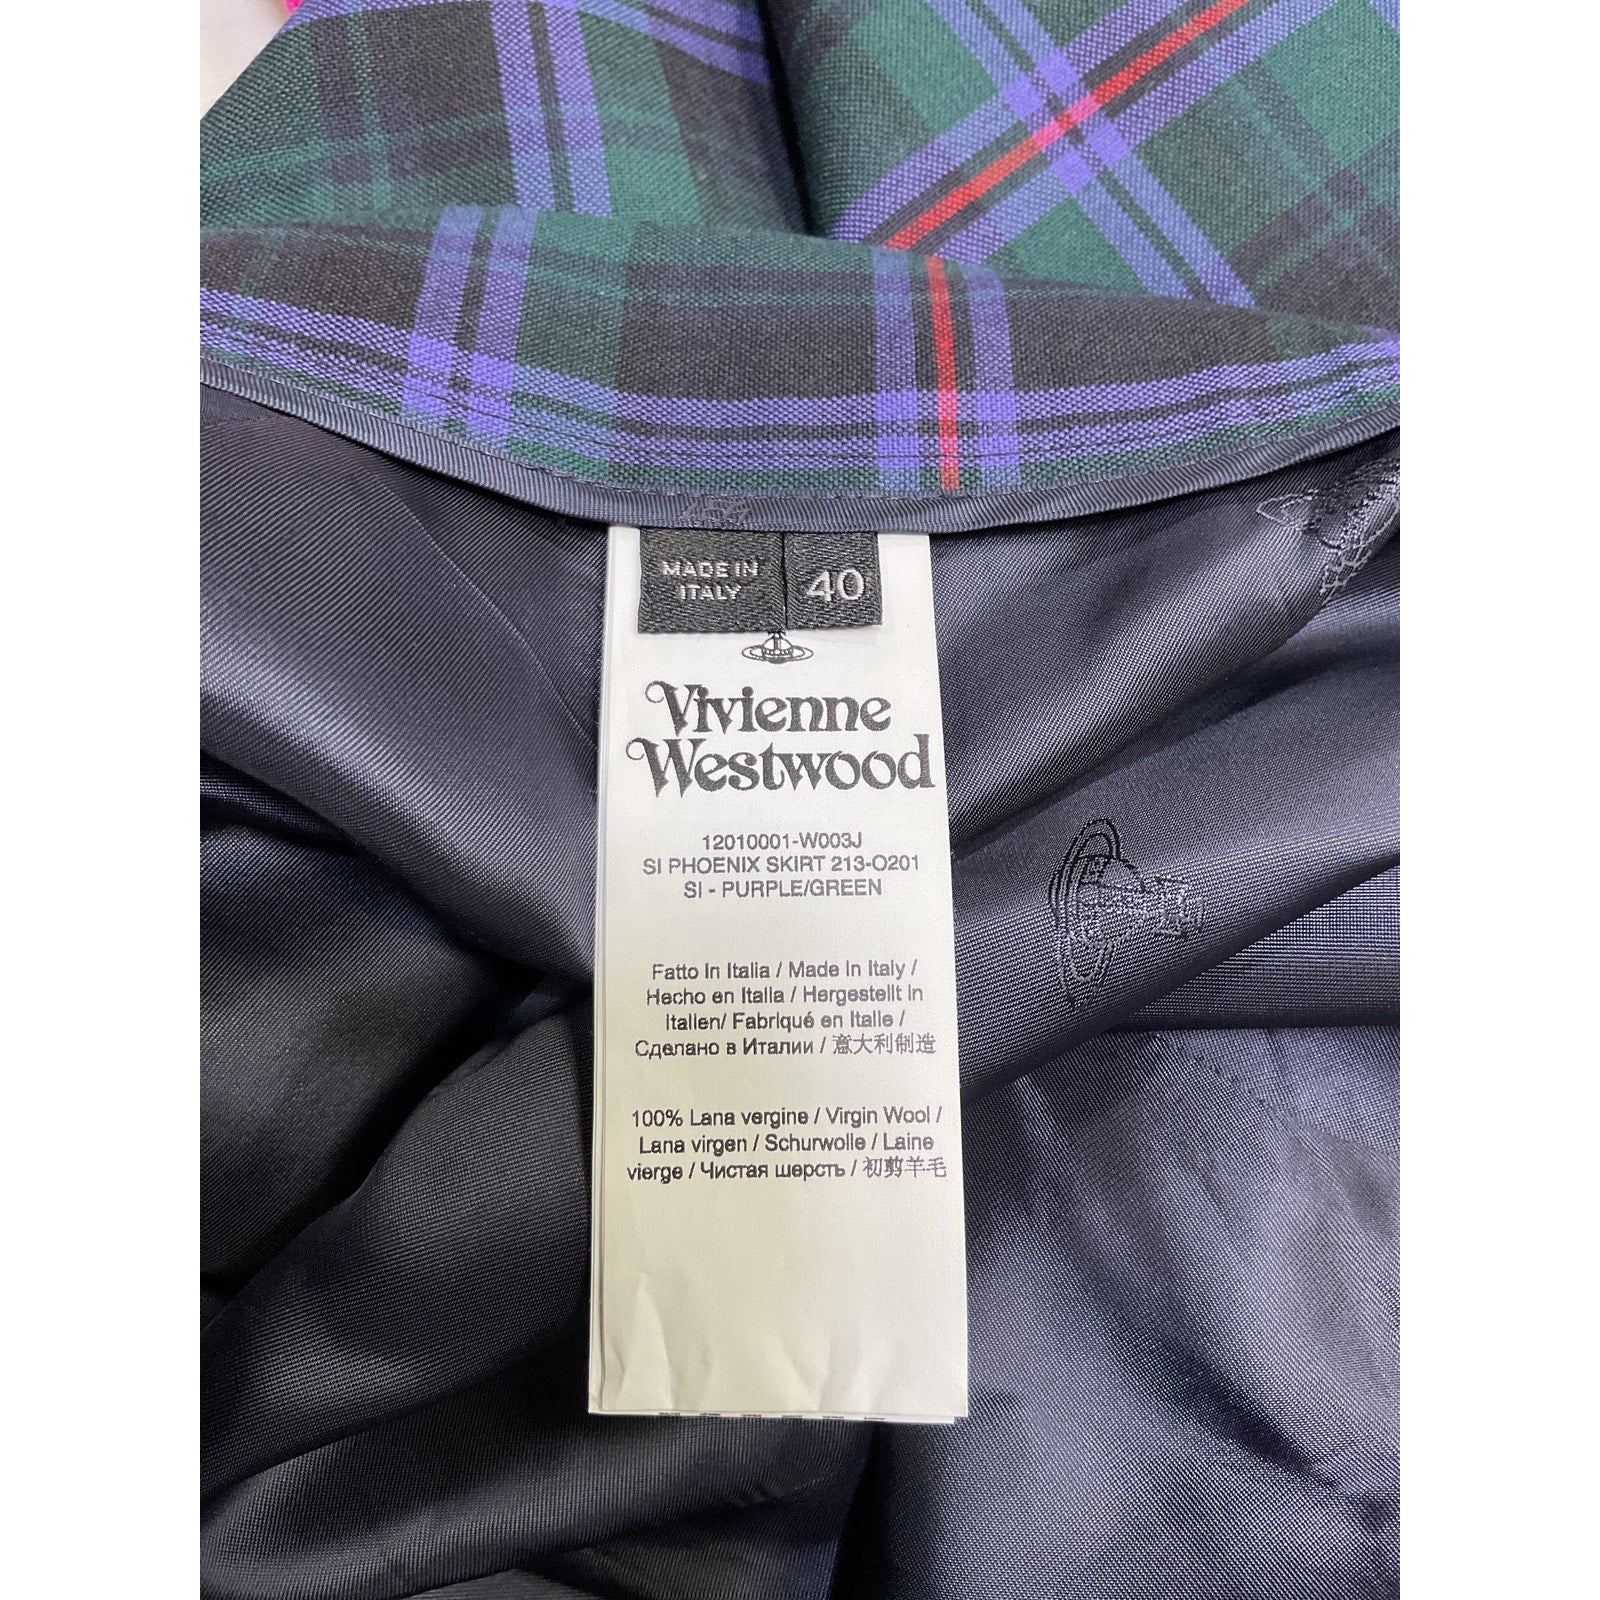 MADE IN
ITALY
40
Vivienne
Westwood
12010001-W003J
SI PHOENIX SKIRT 213-O201
SI - PURPLE/GREEN
Fatto in Italia / Made in Italy /
Hecho en Italia / Hergestellt in
Italien/ Fabriqué en Italie /
Сделано в Италии / 意大利制造
100% Lana vergine / Virgin Wool /
Lana virgen / Schurwolle / Laine
vierge / Чистая шерсть / 初剪羊毛